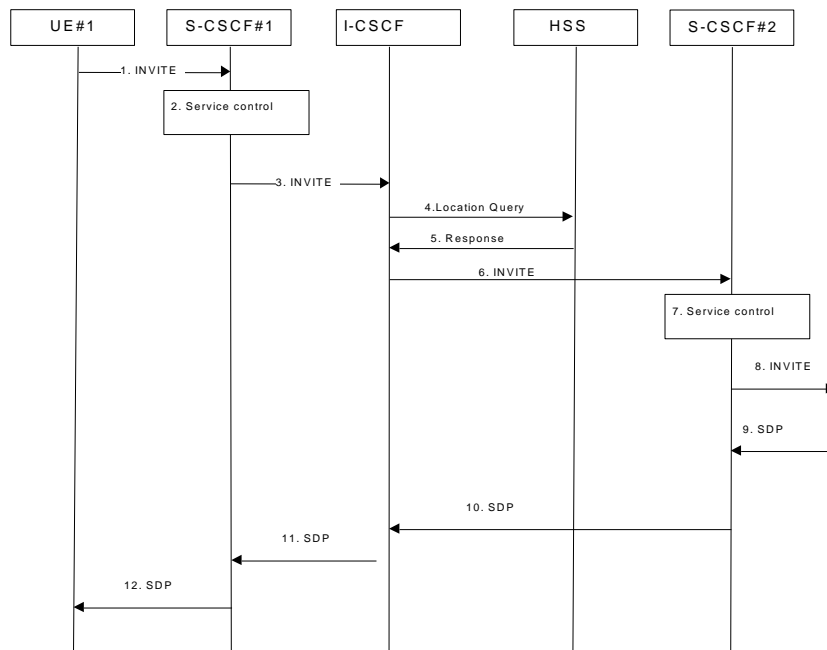 UE#1
S-CSCF#1
I-CSCF
HSS
S-CSCF#2
1. INVITE
2. Service control
3. INVITE
4.Location Query
5. Response
6. INVITE
7. Service control
8. INVITE
9. SDP
10. SDP
11. SDP
12. SDP